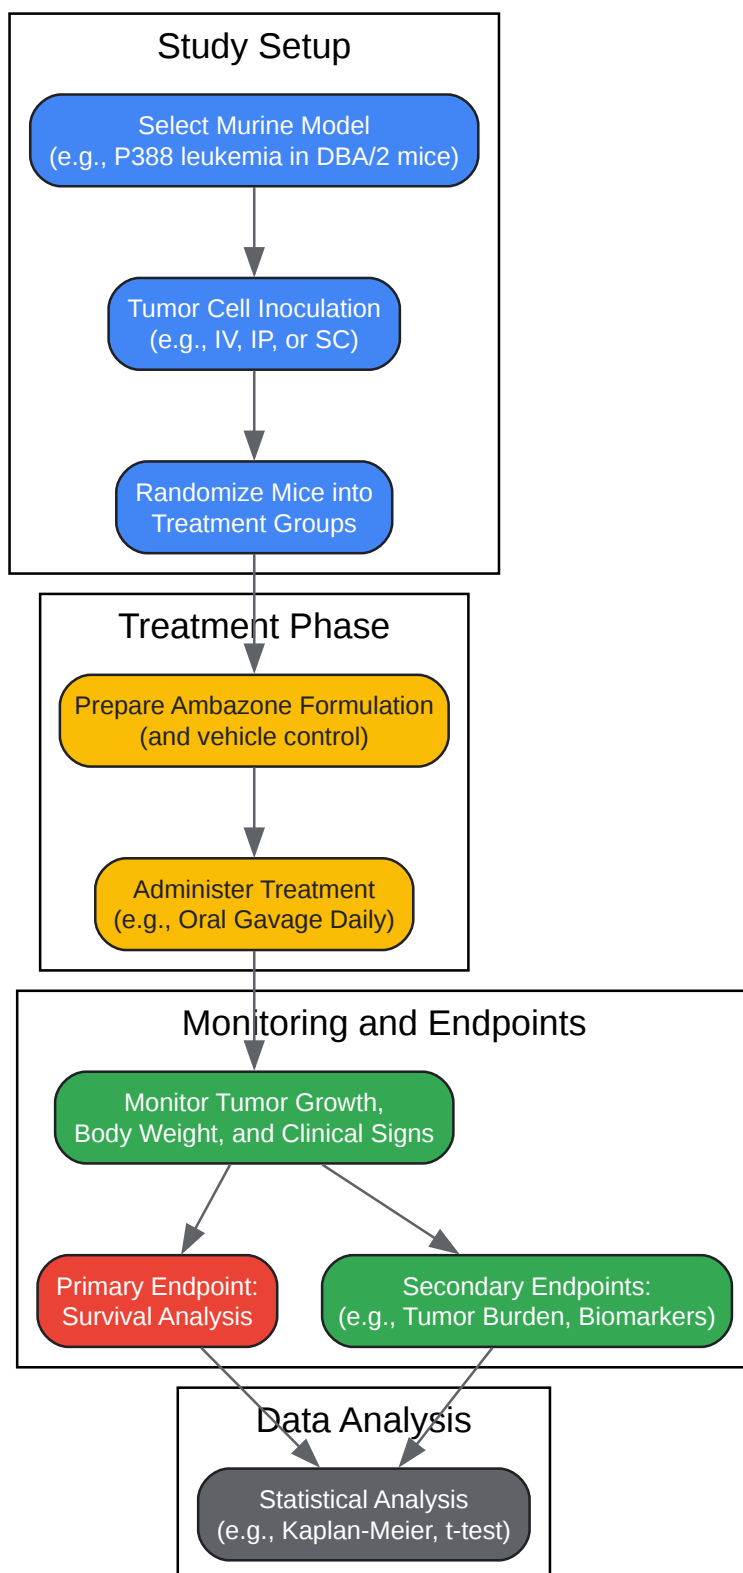 Study Setup
Select Murine Model
(e.g., P388 leukemia in DBA/2 mice)
Tumor Cell Inoculation
(e.g., IV, IP, or SC)
Randomize Mice into
Treatment Groups
Treatment Phase
Prepare Ambazone Formulation
(and vehicle control)
Administer Treatment
(e.g., Oral Gavage Daily)
Monitoring and Endpoints
Monitor Tumor Growth,
Body Weight, and Clinical Signs
Primary Endpoint:
Survival Analysis
Secondary Endpoints:
(e.g., Tumor Burden, Biomarkers)
Data Analysis
Statistical Analysis
(e.g., Kaplan-Meier, t-test)